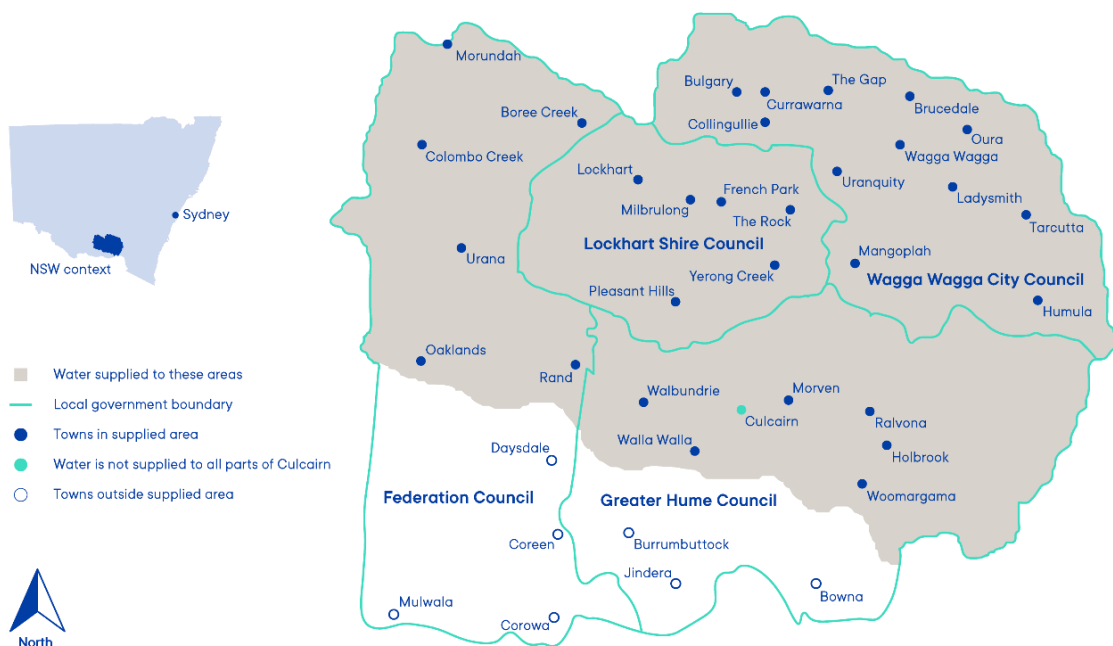 Sydney
NSW context
Water supplied to these areas
Local government boundary
Towns in supplied area
Water is not supplied to all parts of Culcairn
Towns outside supplied area
North
Morundah
Boree Creek
Colombo Creek
Urana
Oaklands
Rand
Daysdale
Federation Council
Coreen
Mulwala
Corowa
Lockhart
Milbrulong
French Park
The Rock
Lockhart Shire Council
Yerong Creek
Pleasant Hills
Bulgary
Currawarna
The Gap
Collingullie
Brucedale
Oura
Wagga Wagga
Uranquity
Ladysmith
Tarcutta
Mangoplah
Wagga Wagga City Council
Humula
Walbundrie
Morven
Culcairn
Ralvona
Walla Walla
Holbrook
Woomargama
Greater Hume Council
Burrumbuttock
Jindera
Bowna